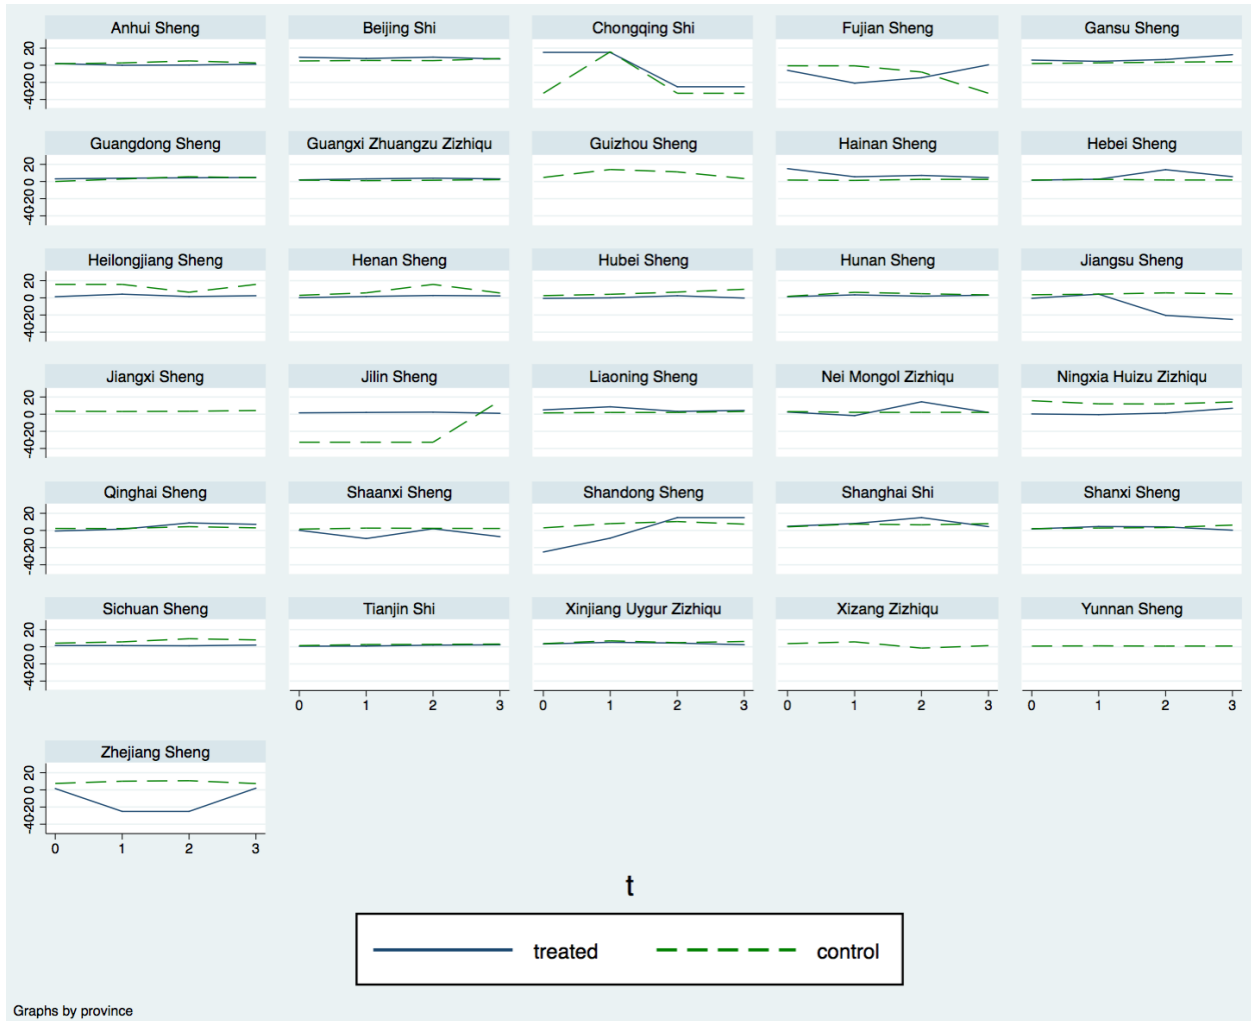 Anhui Sheng Beijing Shi Chongqing Shi Fujian Sheng Gansu Sheng
-40 -20 0 20
Guangdong Sheng Guangxi Zhuangzu Zizhiqu Guizhou Sheng Hainan Sheng Hebei Sheng
-40 -20 0 20
Heilongjiang Sheng Henan Sheng Hubei Sheng Hunan Sheng Jiangsu Sheng
-40 -20 0 20
Jiangxi Sheng Jilin Sheng Liaoning Sheng Nei Mongol Zizhiqu Ningxia Huizu Zizhiqu
-40 -20 0 20
Qinghai Sheng Shaanxi Sheng Shandong Sheng Shanghai Shi Shanxi Sheng
-40 -20 0 20
Sichuan Sheng Tianjin Shi Xinjiang Uygur Zizhiqu Xizang Zizhiqu Yunnan Sheng
-40 -20 0 20
0 1 2 3 0 1 2 3 0 1 2 3 0 1 2 3
Zhejiang Sheng
-40 -20 0 20
0 1 2 3
t
treated control
Graphs by province